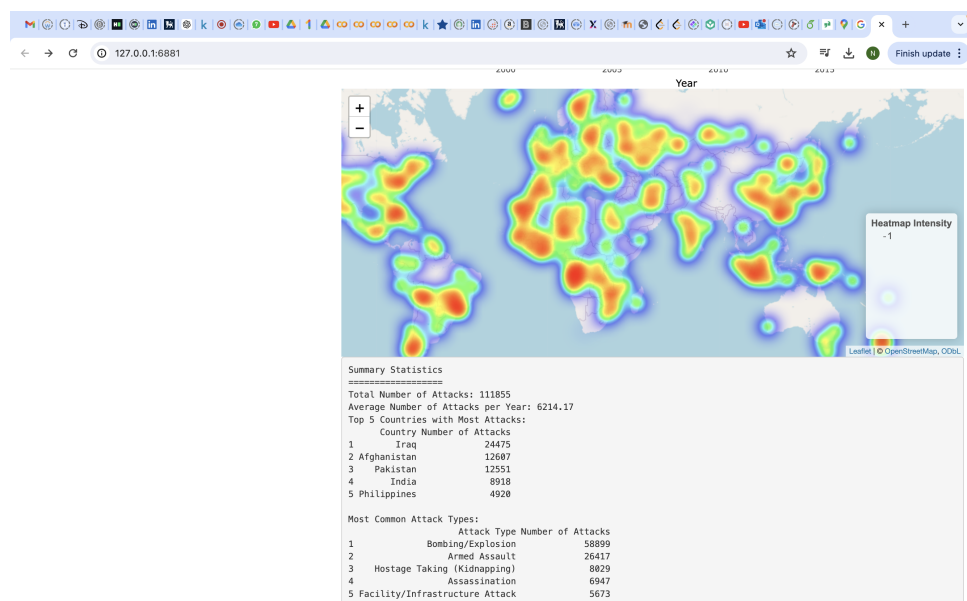 127.0.0.1:6881
Finish update
2000 2005 2010 2015
Year
+
−
Heatmap Intensity
-1
Leaflet | © OpenStreetMap, ODbL
Summary Statistics
==================
Total Number of Attacks: 111855
Average Number of Attacks per Year: 6214.17
Top 5 Countries with Most Attacks:
Country Number of Attacks
1 Iraq 24475
2 Afghanistan 12607
3 Pakistan 12551
4 India 8918
5 Philippines 4920
Most Common Attack Types:
Attack Type Number of Attacks
1 Bombing/Explosion 58899
2 Armed Assault 26417
3 Hostage Taking (Kidnapping) 8029
4 Assassination 6947
5 Facility/Infrastructure Attack 5673